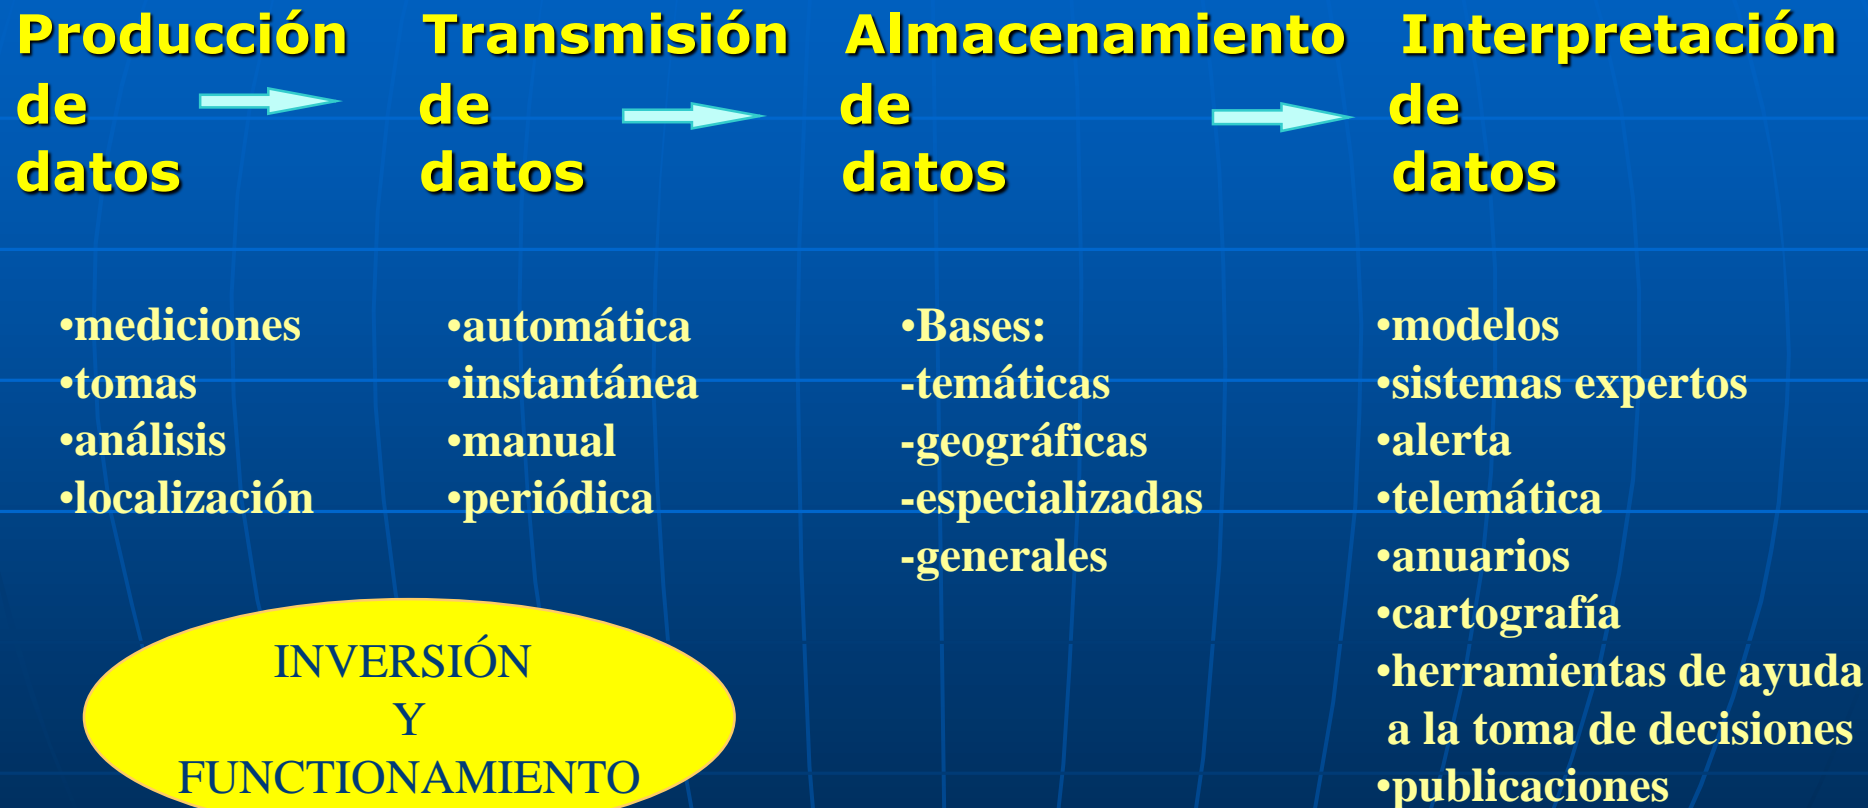 Producción
de
datos
Transmisión
de
datos
Almacenamiento
de
datos
Interpretación
de
datos
•mediciones
•tomas
•análisis
•localización
•automática
•instantánea
•manual
•periódica
•Bases:
-temáticas
-geográficas
-especializadas
-generales
•modelos
•sistemas expertos
•alerta
•telemática
•anuarios
•cartografía
•herramientas de ayuda
a la toma de decisiones
•publicaciones
INVERSIÓN
Y
FUNCTIONAMIENTO